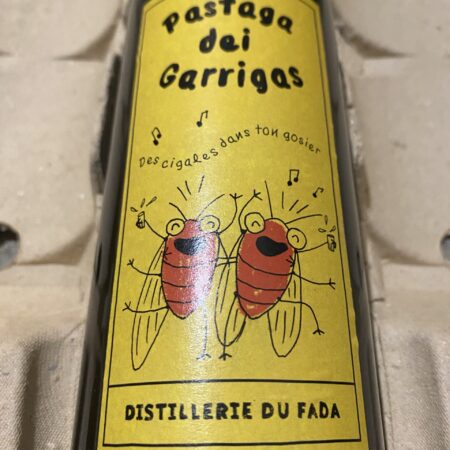 Pastaga
dei
Garrigas
Des cigales dans ton gosier
DISTILLERIE DU FADA